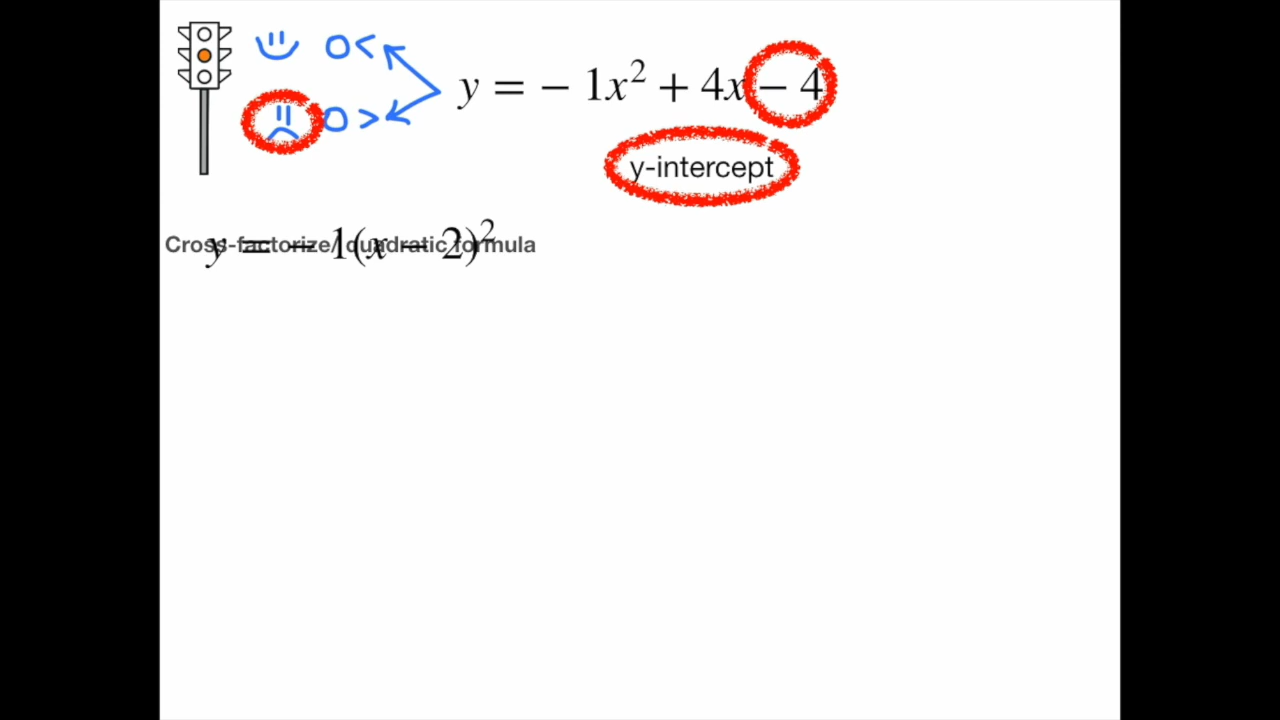 0 <
y = − 1x² + 4x − 4
0 >
y-intercept
Cross-factorize/ quadratic formula
y = − 1(x − 2)²